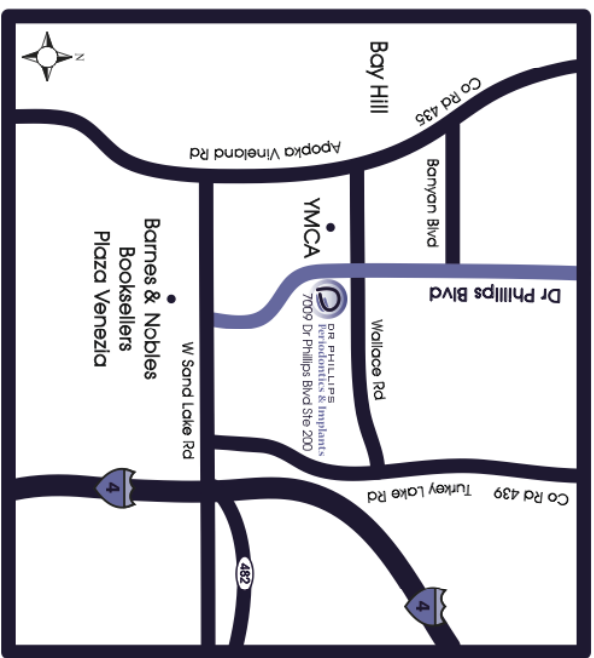 Dr Phillips Blvd
Co Rd 439
Turkey Lake Rd
Co Rd 435
Banyan Blvd
Bay Hill
Wallace Rd
Apopka Vineland Rd
YMCA
DR PHILLIPS
Periodontics & Implants
7009 Dr Phillips Blvd Ste 200
4
482
W Sand Lake Rd
Barnes & Nobles
Booksellers
Plaza Venezia
4
N